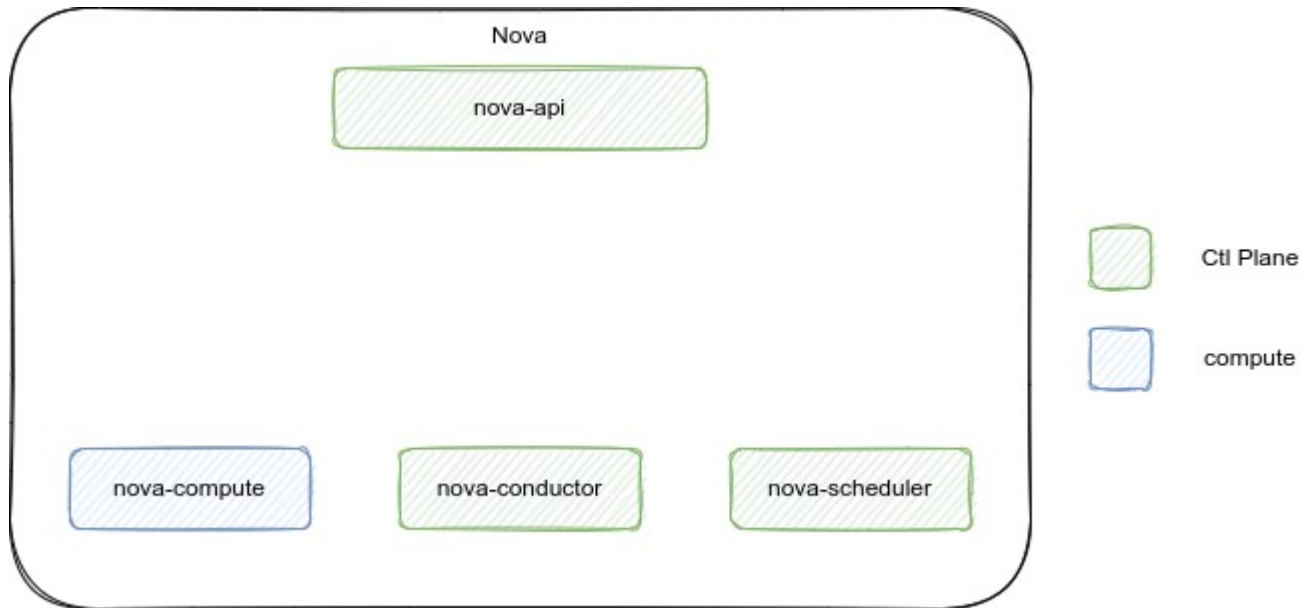 Nova
nova-api
Ctl Plane
compute
nova-compute
nova-conductor
nova-scheduler